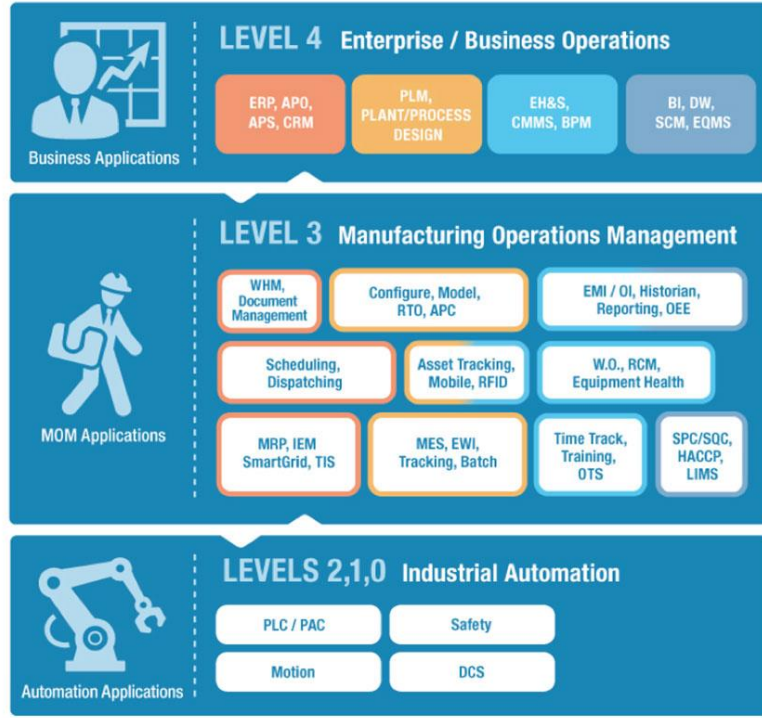 LEVEL 4 Enterprise / Business Operations
ERP, APO,
APS, CRM
PLM,
PLANT/PROCESS
DESIGN
EH&S,
CMMS, BPM
BI, DW,
SCM, EQMS
Business Applications
LEVEL 3 Manufacturing Operations Management
WHM,
Document
Management
Configure, Model,
RTO, APC
EMI / OI, Historian,
Reporting, OEE
Scheduling,
Dispatching
Asset Tracking,
Mobile, RFID
W.O., RCM,
Equipment Health
MRP, IEM
SmartGrid, TIS
MES, EWI,
Tracking, Batch
Time Track,
Training,
OTS
SPC/SQC,
HACCP,
LIMS
MOM Applications
LEVELS 2,1,0 Industrial Automation
PLC / PAC
Safety
Motion
DCS
Automation Applications